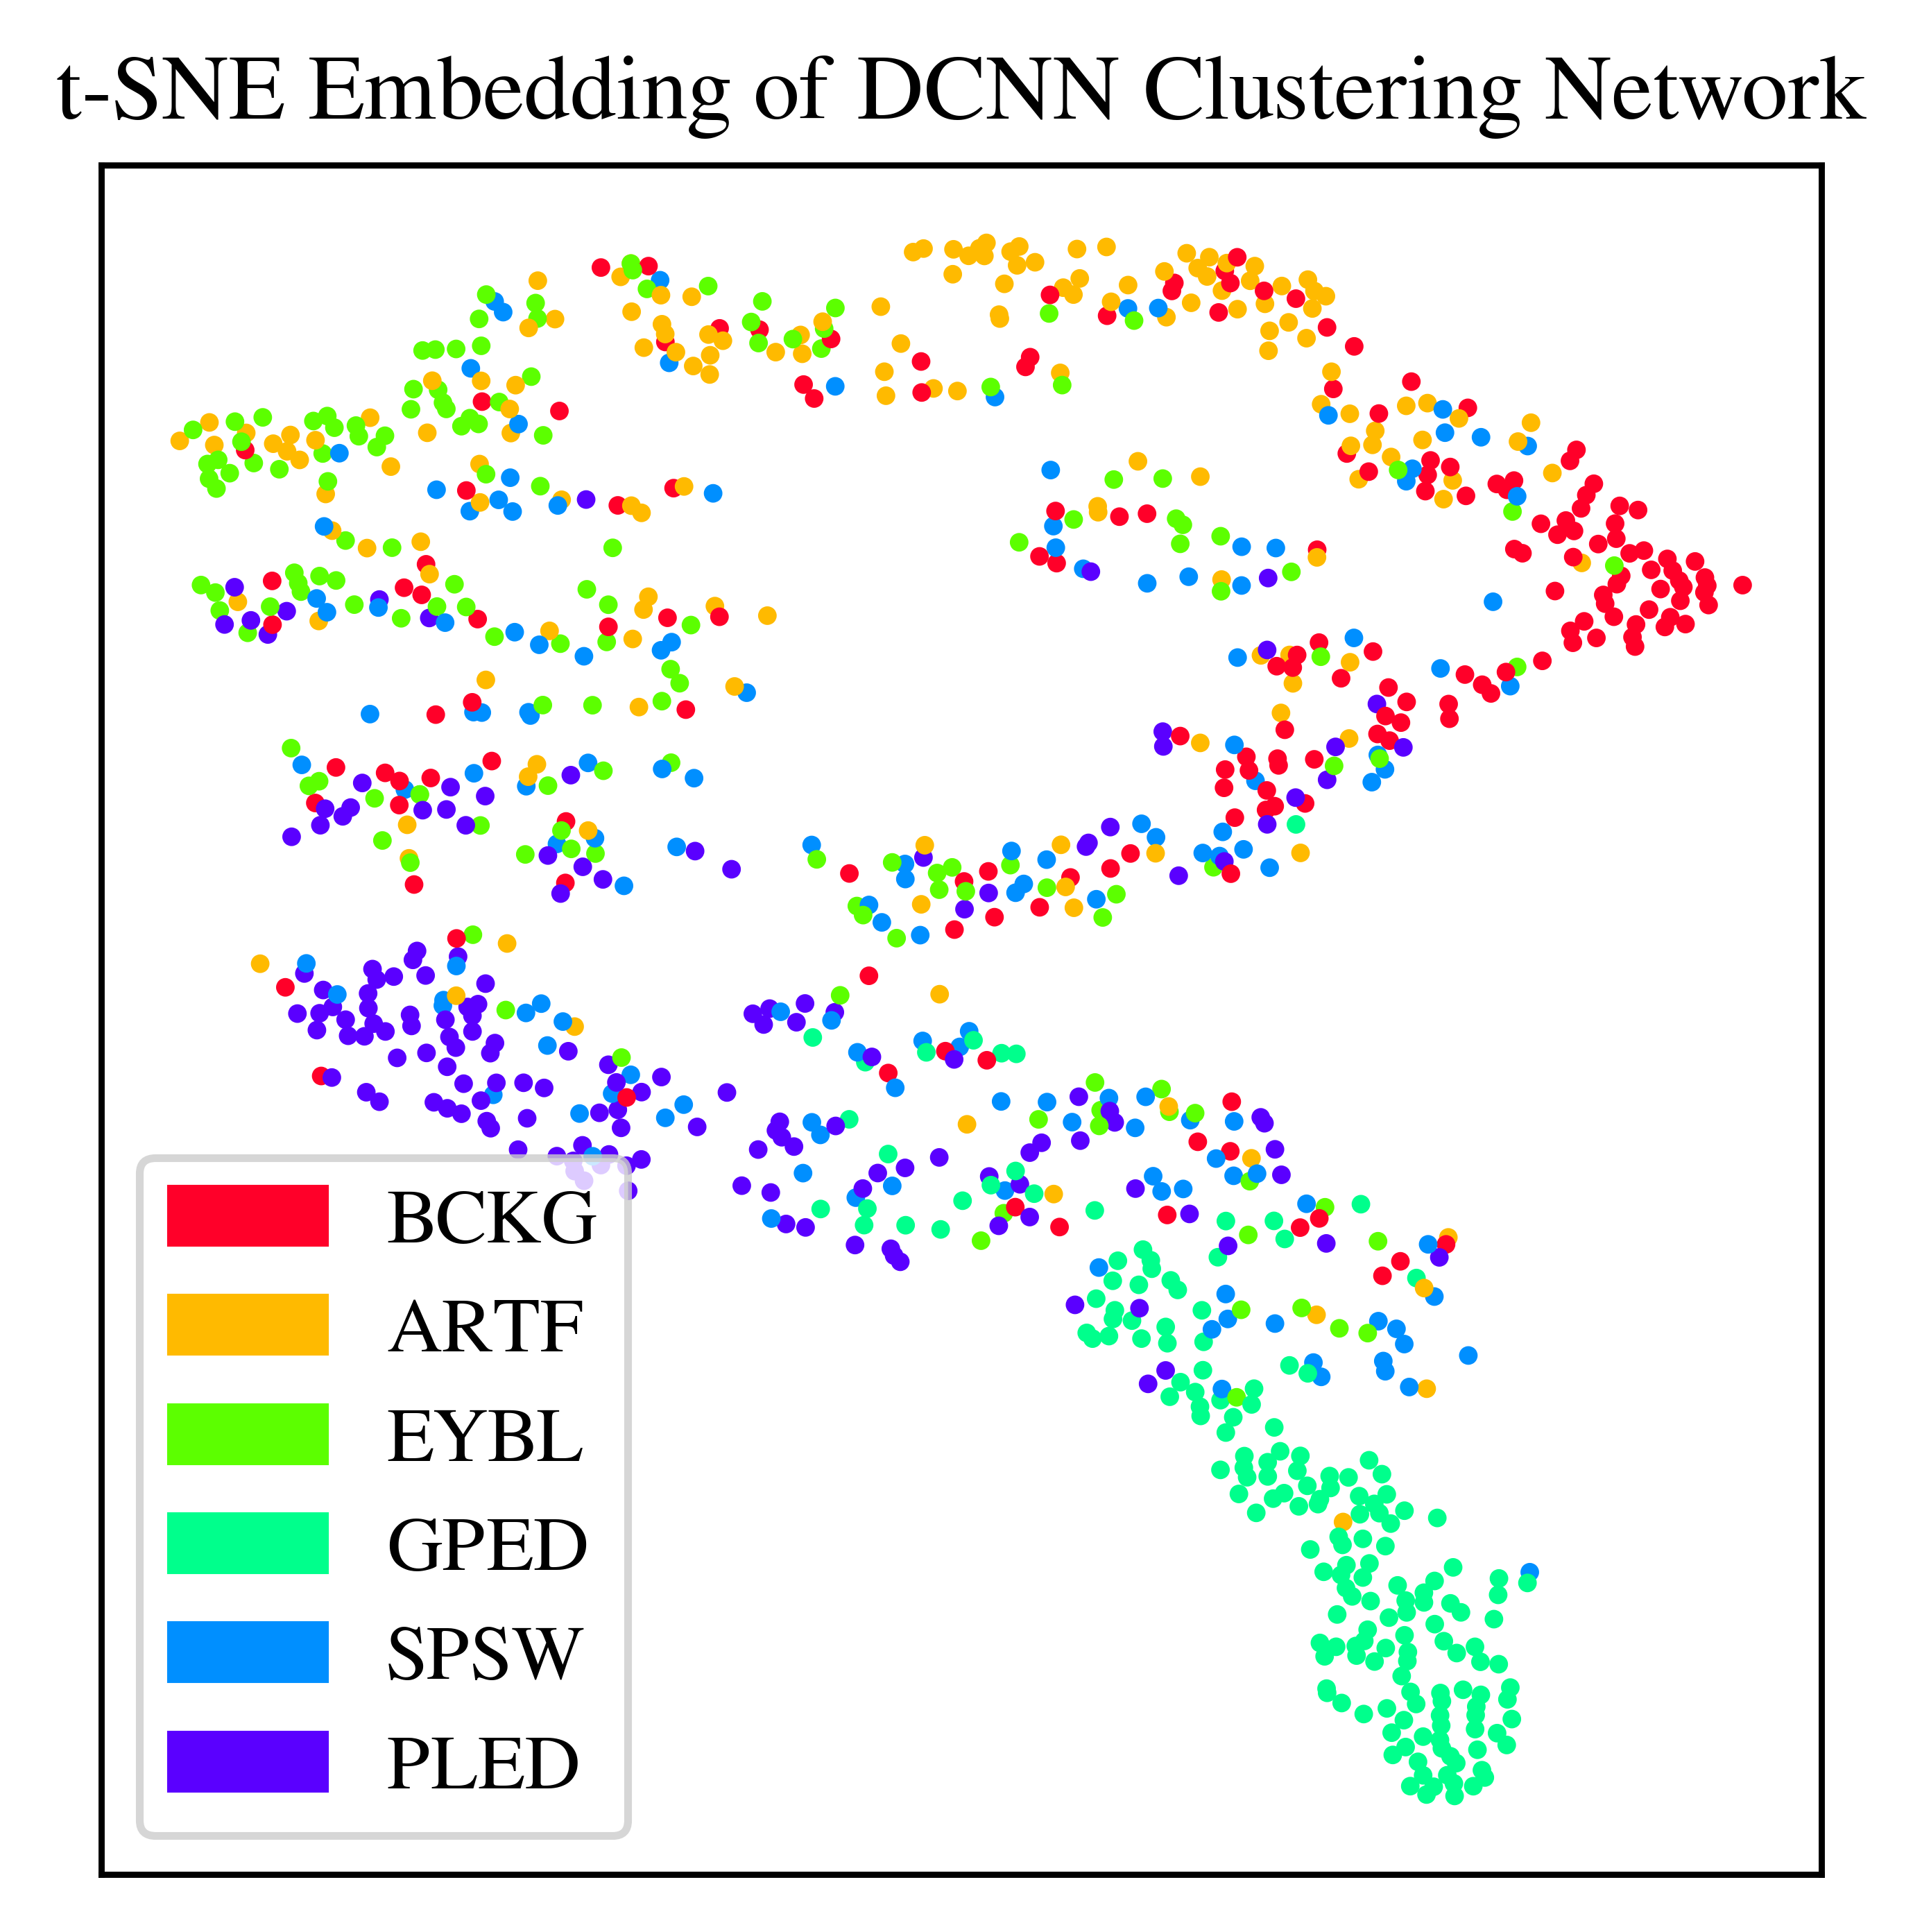 t-SNE Embedding of DCNN Clustering Network
BCKG
ARTF
EYBL
GPED
SPSW
PLED